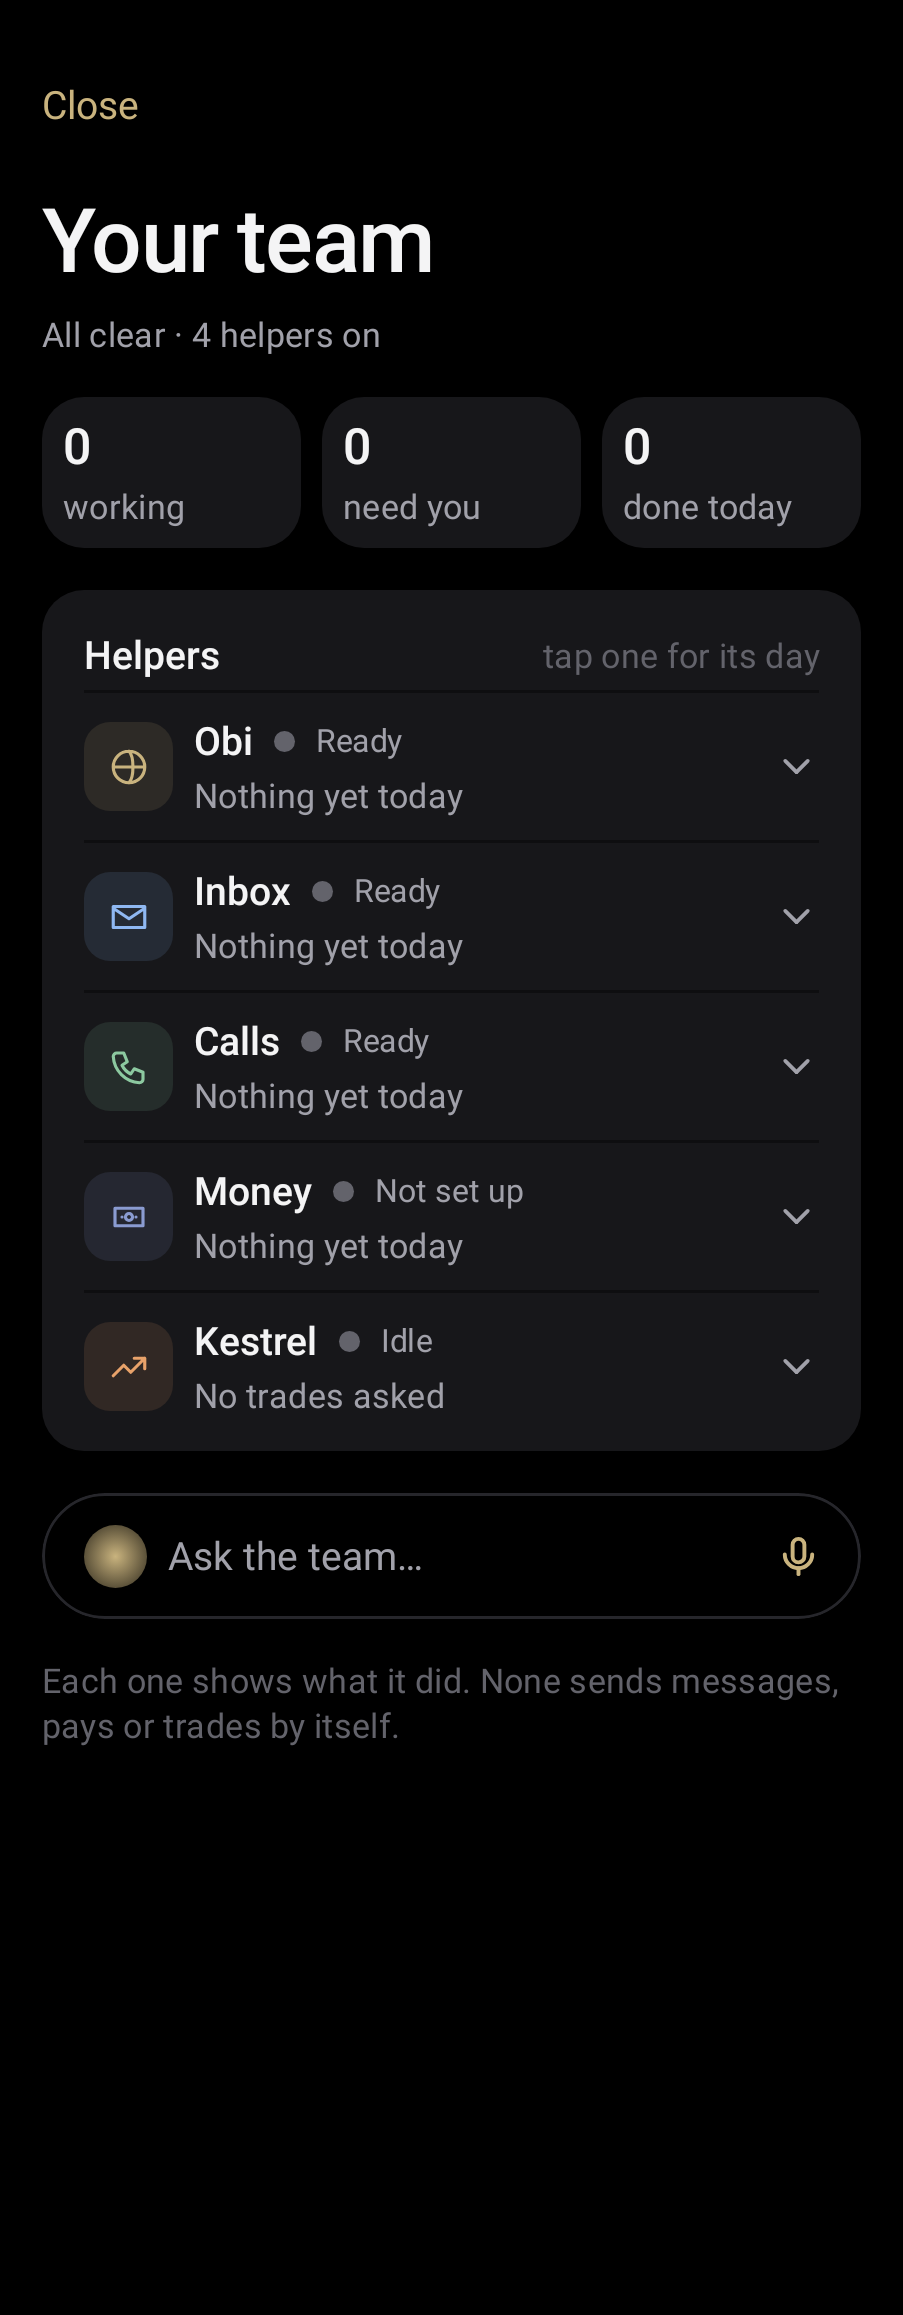 Close
Your team
All clear · 4 helpers on
0
working
0
need you
0
done today
Helpers
tap one for its day
Obi Ready
Nothing yet today
Inbox Ready
Nothing yet today
Calls Ready
Nothing yet today
Money Not set up
Nothing yet today
Kestrel Idle
No trades asked
Ask the team...
Each one shows what it did. None sends messages,
pays or trades by itself.